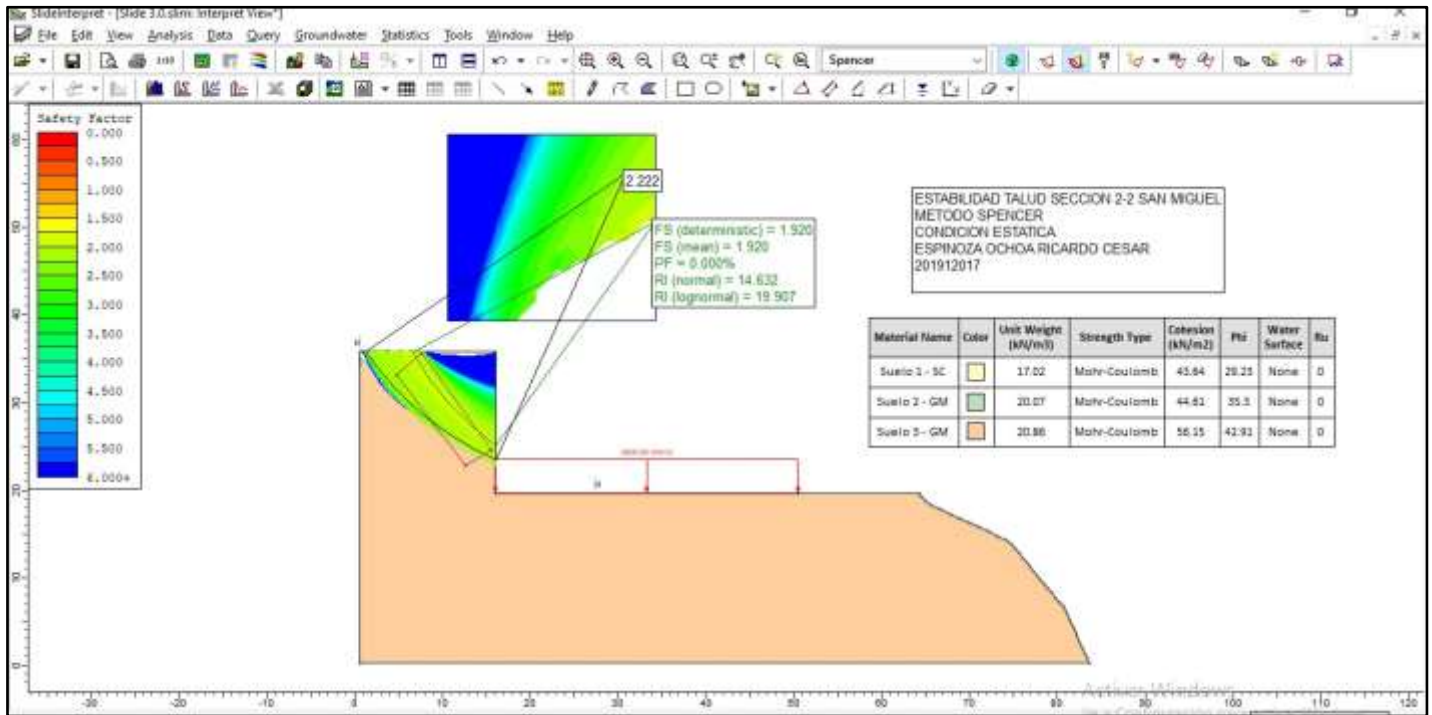 SlideInterpret - [Slide 3.0.slim: Interpret View*]
File Edit View Analysis Data Query Groundwater Statistics Tools Window Help
Spencer
Safety Factor
0.000
0.500
1.000
1.500
2.000
2.500
3.000
3.500
4.000
4.500
5.000
5.500
6.000+
2.222
FS (deterministic) = 1.920
FS (mean) = 1.920
PF = 0.000%
RI (normal) = 14.632
RI (lognormal) = 19.907
ESTABILIDAD TALUD SECCION 2-2 SAN MIGUEL
METODO SPENCER
CONDICION ESTATICA
ESPINOZA OCHOA RICARDO CESAR
201912017
Material Name Color Unit Weight (kN/m3) Strength Type Cohesion (kN/m2) Phi Water Surface Ru
Suelo 1 - SC 17.02 Mohr-Coulomb 29.25 None 0
Suelo 2 - GM 20.07 Mohr-Coulomb 44.61 35.5 None 0
Suelo 3 - GM 20.86 Mohr-Coulomb 56.15 42.91 None 0
60
50
40
30
20
10
0
-30 -20 -10 0 10 20 30 40 50 60 70 80 90 100 110 120
Activar Windows